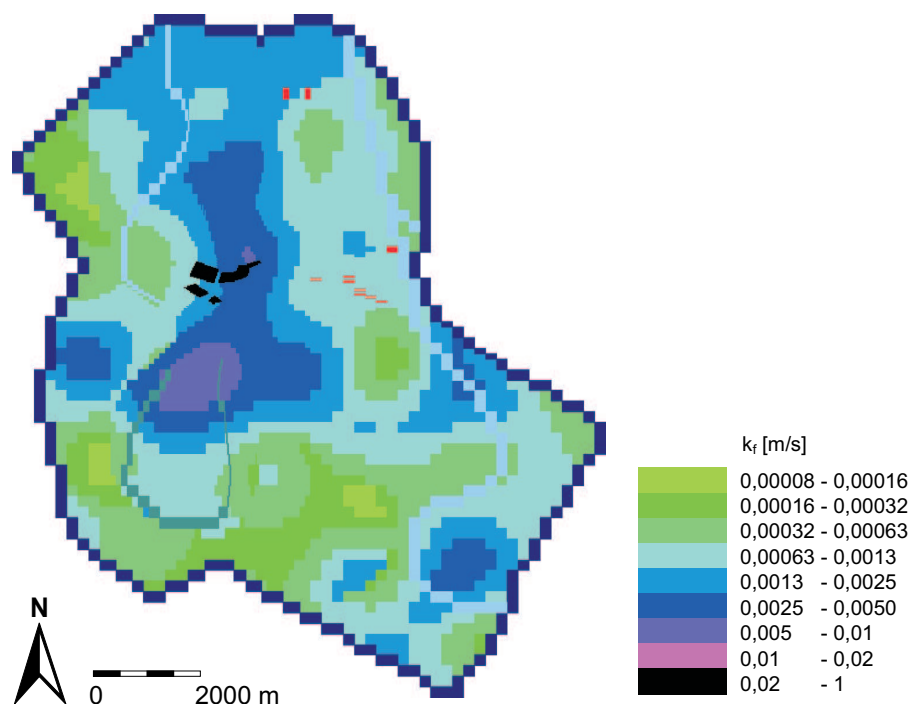 k_f [m/s]
0,00008 - 0,00016
0,00016 - 0,00032
0,00032 - 0,00063
0,00063 - 0,0013
0,0013 - 0,0025
0,0025 - 0,0050
0,005 - 0,01
0,01 - 0,02
0,02 - 1
N
0 2000 m